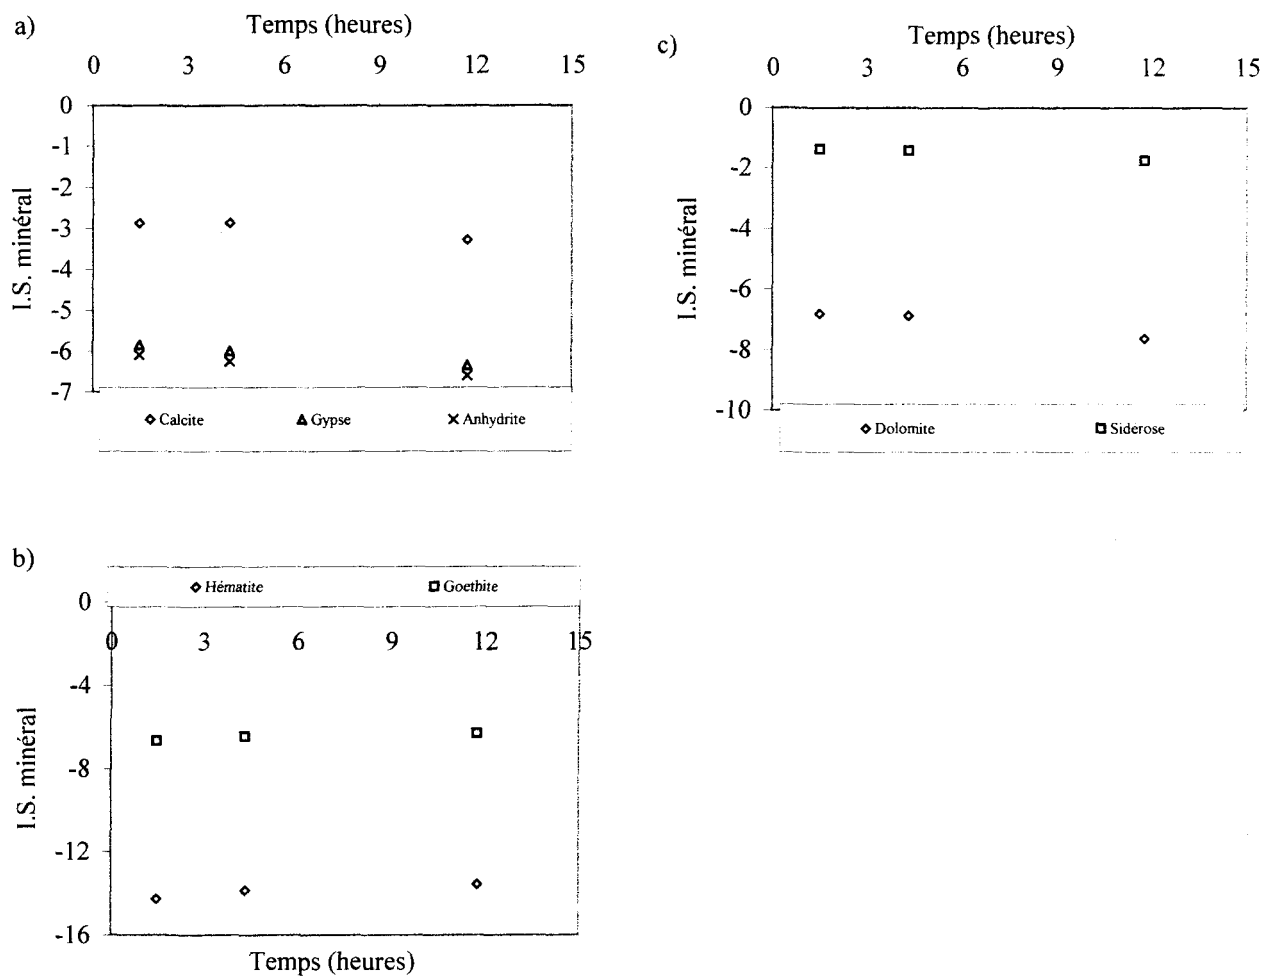 a)
Temps (heures)
0 3 6 9 12 15
0
-1
-2
-3
-4
-5
-6
-7
I.S. minéral
Calcite Gypse Anhydrite
c)
Temps (heures)
0 3 6 9 12 15
0
-2
-4
-6
-8
-10
I.S. minéral
Dolomite Siderose
b)
Hématite Goethite
0
0 3 6 9 12 15
-4
-8
-12
-16
I.S. minéral
Temps (heures)